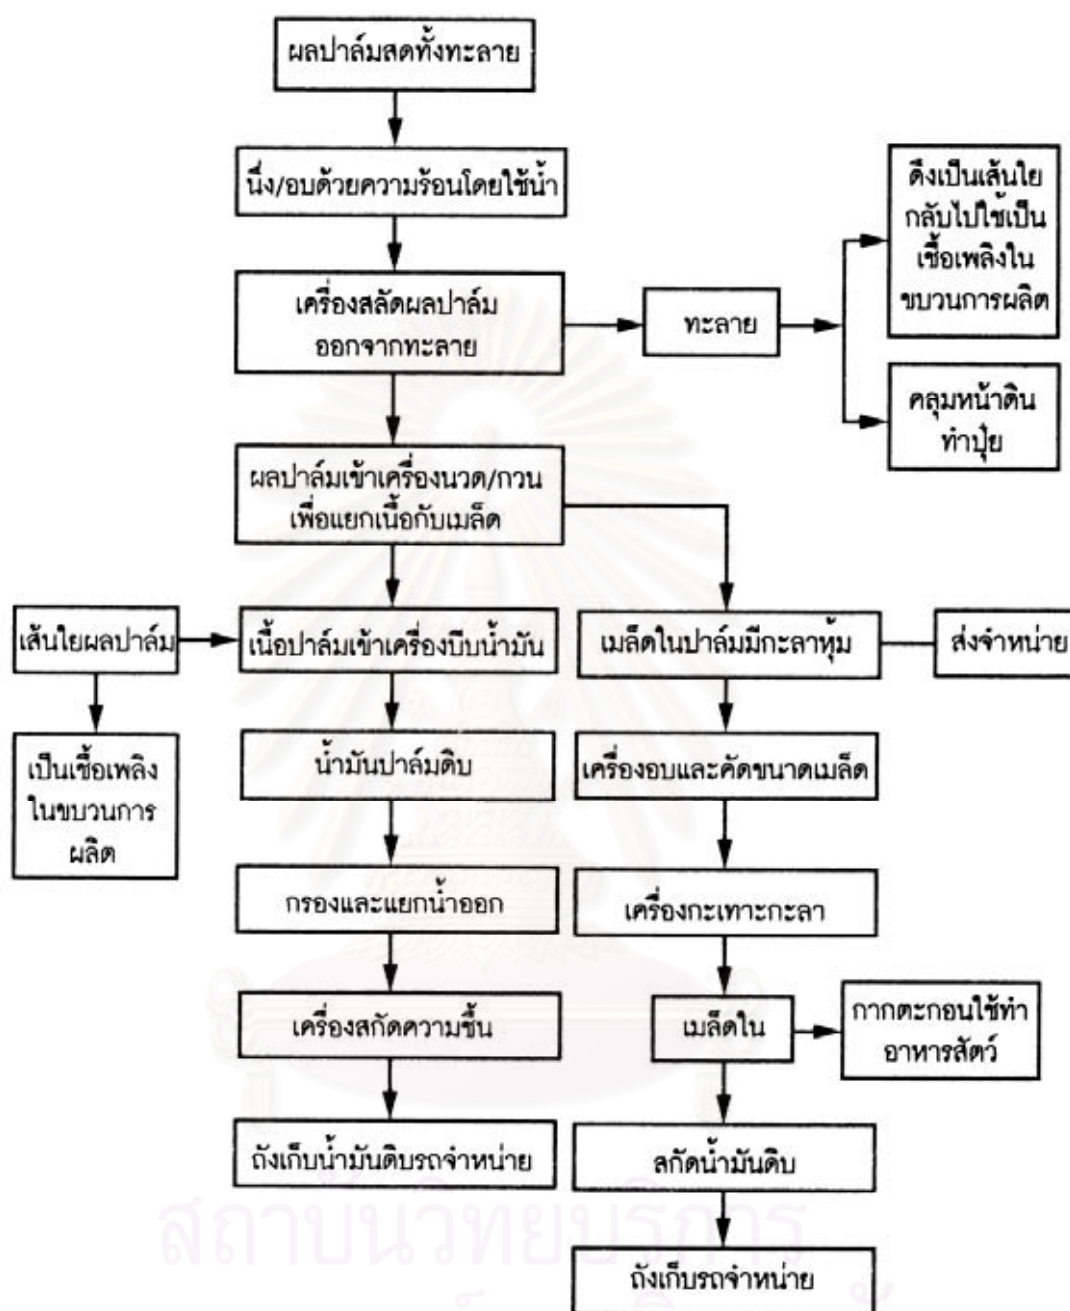 ผลปาล์มสดทั้งทะลาย
นึ่ง/อบด้วยความร้อนโดยใช้น้ำ
เครื่องสลัดผลปาล์ม
ออกจากทะลาย
ทะลาย
ดึงเป็นเส้นใย
กลับไปใช้เป็น
เชื้อเพลิงใน
ขบวนการผลิต
คลุมหน้าดิน
ทำปุ๋ย
ผลปาล์มเข้าเครื่องนวด/กวน
เพื่อแยกเนื้อกับเมล็ด
เส้นใยผลปาล์ม
เนื้อปาล์มเข้าเครื่องบีบน้ำมัน
เมล็ดในปาล์มมีกะลาหุ้ม
ส่งจำหน่าย
เป็นเชื้อเพลิง
ในขบวนการ
ผลิต
น้ำมันปาล์มดิบ
เครื่องอบและคัดขนาดเมล็ด
กรองและแยกน้ำออก
เครื่องกะเทาะกะลา
เครื่องสกัดความชื้น
เมล็ดใน
กากตะกอนใช้ทำ
อาหารสัตว์
ถังเก็บน้ำมันดิบรถจำหน่าย
สกัดน้ำมันดิบ
สถาบันวิทยบริการ
ถังเก็บรถจำหน่าย